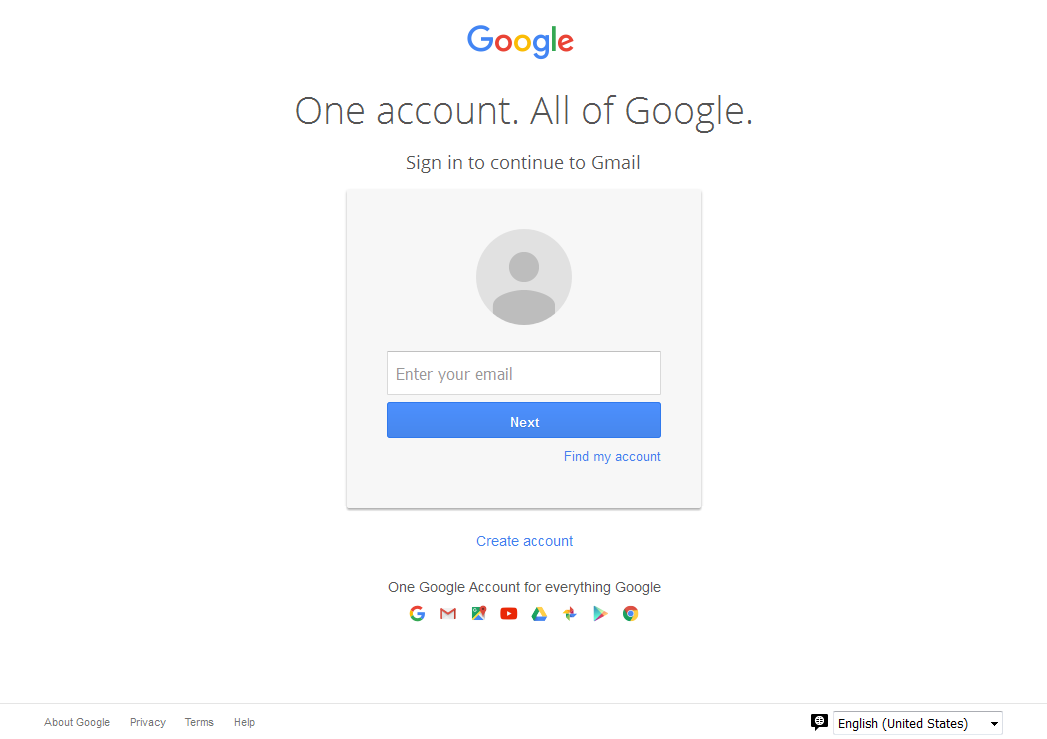 Google
One account. All of Google.
Sign in to continue to Gmail
Enter your email
Next
Find my account
Create account
One Google Account for everything Google
About Google Privacy Terms Help English (United States)